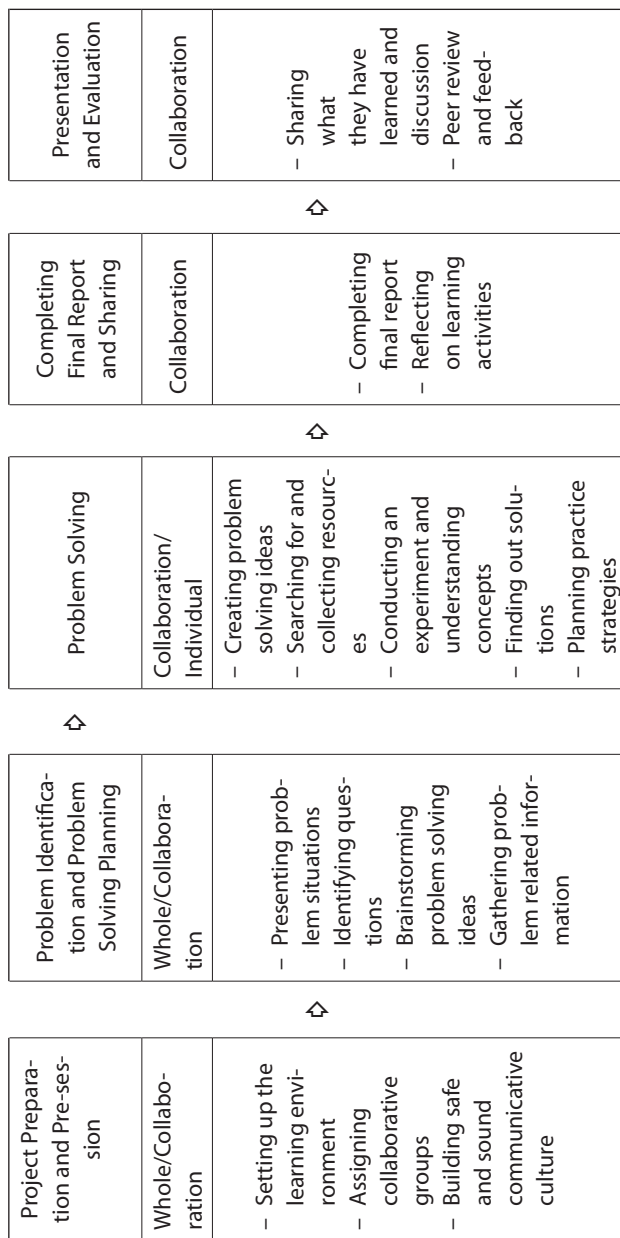 Project Prepara-
tion and Pre-ses-
sion
Whole/Collabo-
ration
– Setting up the
learning envi-
ronment
– Assigning
collaborative
groups
– Building safe
and sound
communicative
culture
Problem Identifica-
tion and Problem
Solving Planning
Whole/Collabora-
tion
– Presenting prob-
lem situations
– Identifying ques-
tions
– Brainstorming
problem solving
ideas
– Gathering prob-
lem related infor-
mation
Problem Solving
Collaboration/
Individual
– Creating problem
solving ideas
– Searching for and
collecting resourc-
es
– Conducting an
experiment and
understanding
concepts
– Finding out solu-
tions
– Planning practice
strategies
Completing
Final Report
and Sharing
Collaboration
– Completing
final report
– Reflecting
on learning
activities
Presentation
and Evaluation
Collaboration
– Sharing
what
they have
learned and
discussion
– Peer review
and feed-
back